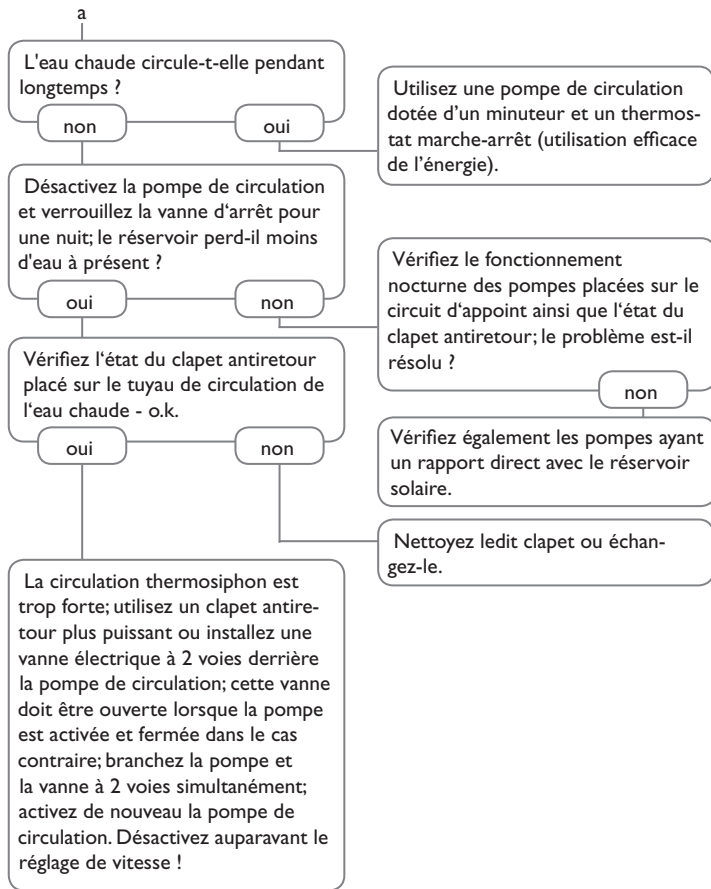 a
L'eau chaude circule-t-elle pendant
longtemps ?
non
oui
Utilisez une pompe de circulation
dotée d'un minuteur et un thermos-
tat marche-arrêt (utilisation efficace
de l'énergie).
Désactivez la pompe de circulation
et verrouillez la vanne d'arrêt pour
une nuit; le réservoir perd-il moins
d'eau à présent ?
oui
non
Vérifiez le fonctionnement
nocturne des pompes placées sur le
circuit d'appoint ainsi que l'état du
clapet antiretour; le problème est-il
résolu ?
non
Vérifiez également les pompes ayant
un rapport direct avec le réservoir
solaire.
Vérifiez l'état du clapet antiretour
placé sur le tuyau de circulation de
l'eau chaude - o.k.
oui
non
Nettoyez ledit clapet ou échan-
gez-le.
La circulation thermosiphon est
trop forte; utilisez un clapet antire-
tour plus puissant ou installez une
vanne électrique à 2 voies derrière
la pompe de circulation; cette vanne
doit être ouverte lorsque la pompe
est activée et fermée dans le cas
contraire; branchez la pompe et
la vanne à 2 voies simultanément;
activez de nouveau la pompe de
circulation. Désactivez auparavant le
réglage de vitesse !